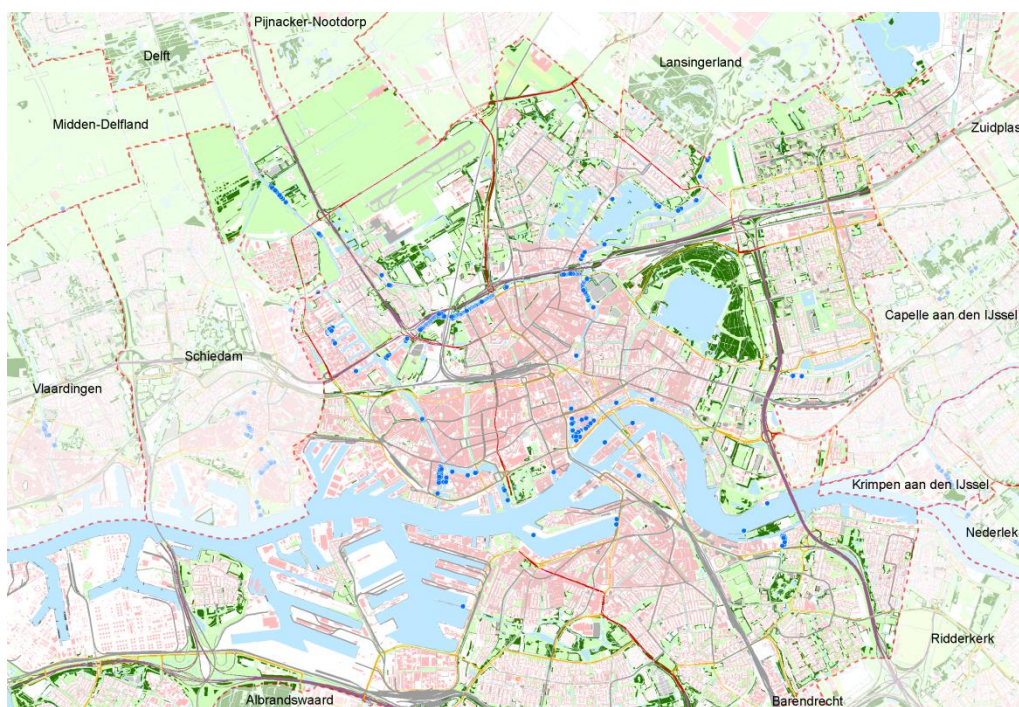 Pijnacker-Nootdorp
Delft
Lansingerland
Midden-Delfland
Zuidplas
Capelle aan den IJssel
Schiedam
Vlaardingen
Krimpen aan den IJssel
Nederlek
Ridderkerk
Albrandswaard
Barendrecht